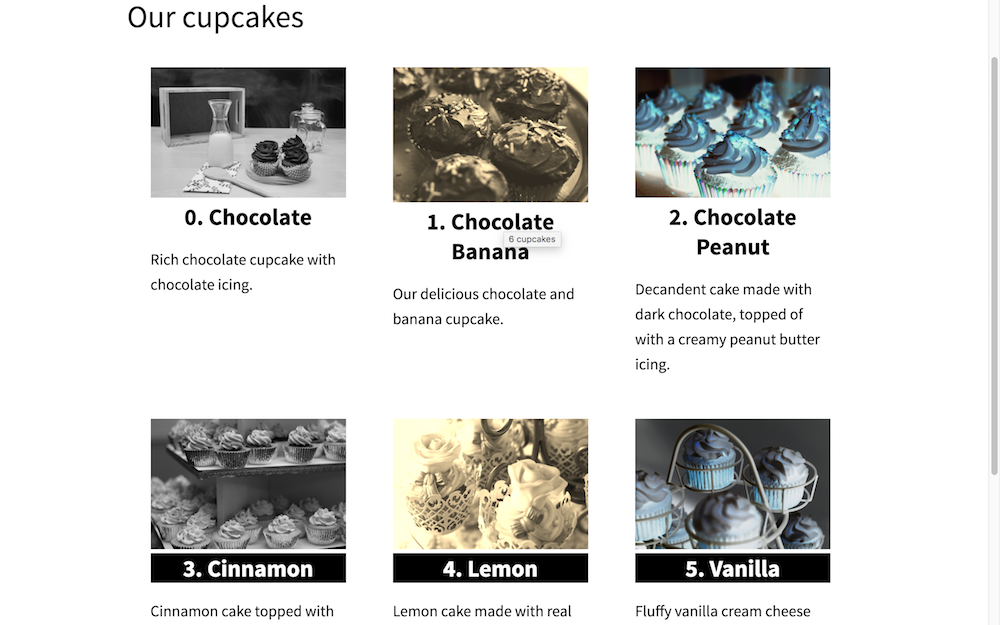 Our cupcakes
0. Chocolate
Rich chocolate cupcake with
chocolate icing.
1. Chocolate
Banana
6 cupcakes
Our delicious chocolate and
banana cupcake.
2. Chocolate
Peanut
Decandent cake made with
dark chocolate, topped of
with a creamy peanut butter
icing.
3. Cinnamon
Cinnamon cake topped with
4. Lemon
Lemon cake made with real
5. Vanilla
Fluffy vanilla cream cheese